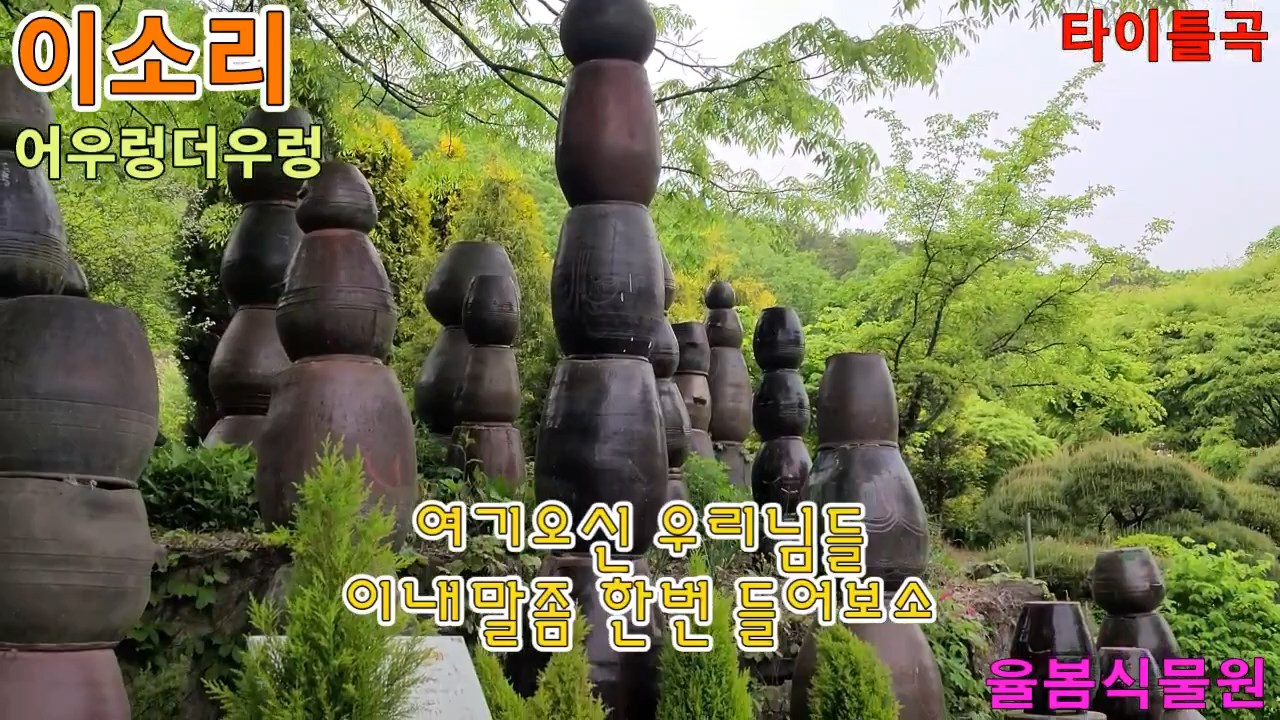 이소리
타이틀곡
어우렁더우렁
여기오신 우리님들
이내말좀 한번 들어보소
율봄식물원